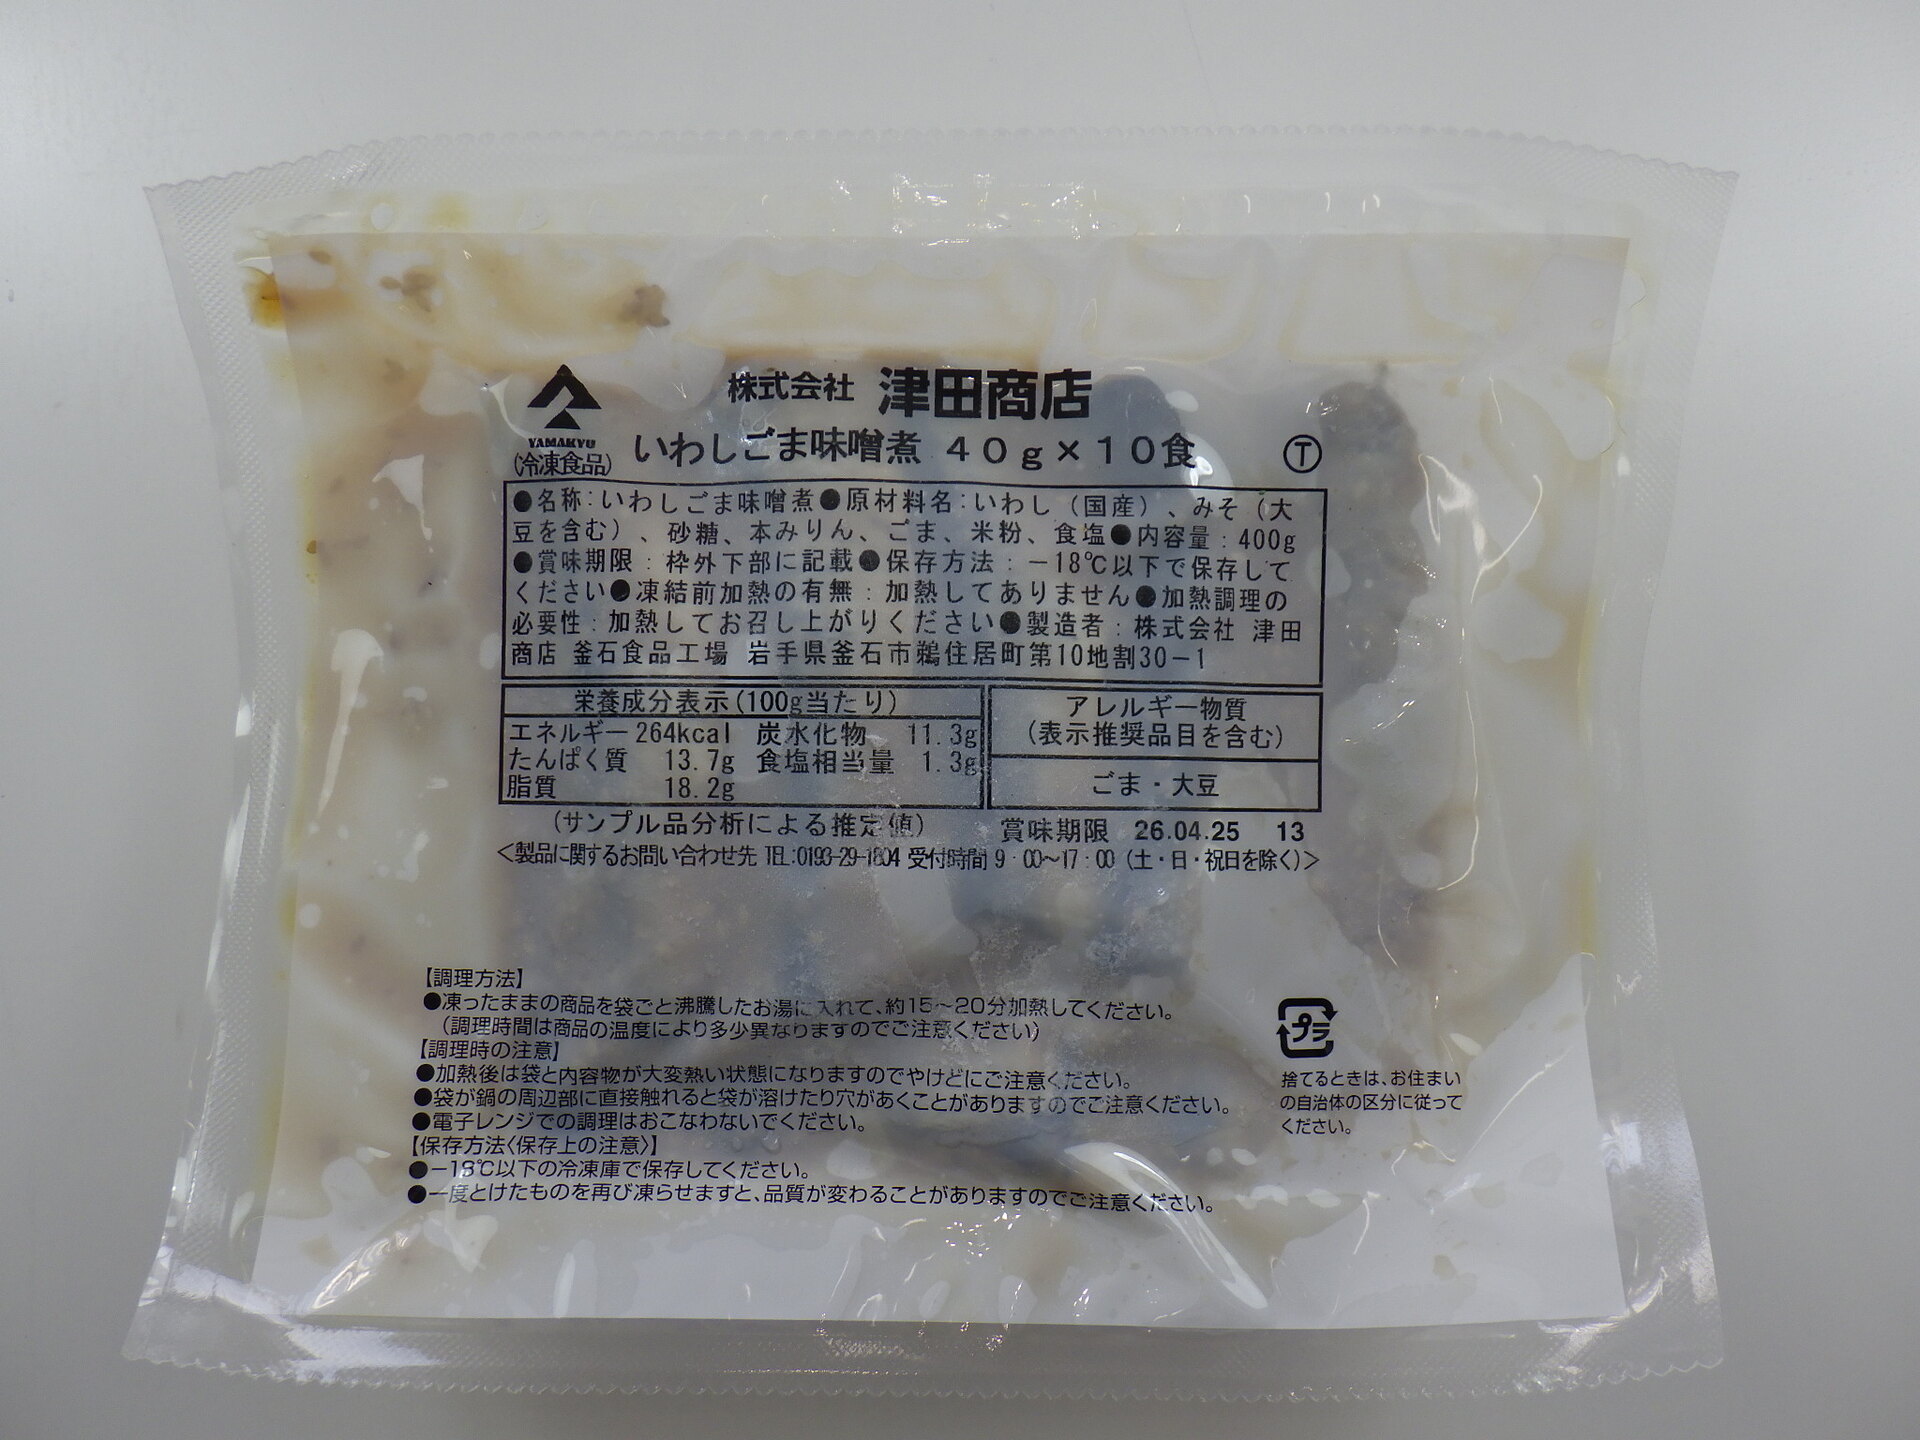 株式会社 津田商店
YAMAKYU
(冷凍食品)
いわしごま味噌煮 40g×10食
T
●名称:いわしごま味噌煮●原材料名:いわし(国産)、みそ(大
豆を含む)、砂糖、本みりん、ごま、米粉、食塩●内容量:400g
●賞味期限:枠外下部に記載●保存方法:－18℃以下で保存して
ください●凍結前加熱の有無:加熱してありません●加熱調理の
必要性:加熱してお召し上がりください●製造者:株式会社 津田
商店 釜石食品工場 岩手県釜石市鵜住居町第10地割30－1
栄養成分表示(100g当たり)
エネルギー 264kcal 炭水化物 11.3g
たんぱく質 13.7g 食塩相当量 1.3g
脂質 18.2g
(サンプル品分析による推定値)
アレルギー物質
(表示推奨品目を含む)
ごま・大豆
賞味期限 26.04.25 13
<製品に関するお問い合わせ先 TEL:0193-29-1804 受付時間 9:00～17:00 (土・日・祝日を除く)>
【調理方法】
●凍ったままの商品を袋ごと沸騰したお湯に入れて、約15～20分加熱してください。
(調理時間は商品の温度により多少異なりますのでご注意ください)
【調理時の注意】
●加熱後は袋と内容物が大変熱い状態になりますのでやけどにご注意ください。
●袋が鍋の周辺部に直接触れると袋が溶けたり穴があくことがありますのでご注意ください。
●電子レンジでの調理はおこなわないでください。
【保存方法〈保存上の注意〉】
●－18℃以下の冷凍庫で保存してください。
●一度とけたものを再び凍らせますと、品質が変わることがありますのでご注意ください。
プラ
捨てるときは、お住まい
の自治体の区分に従って
ください。